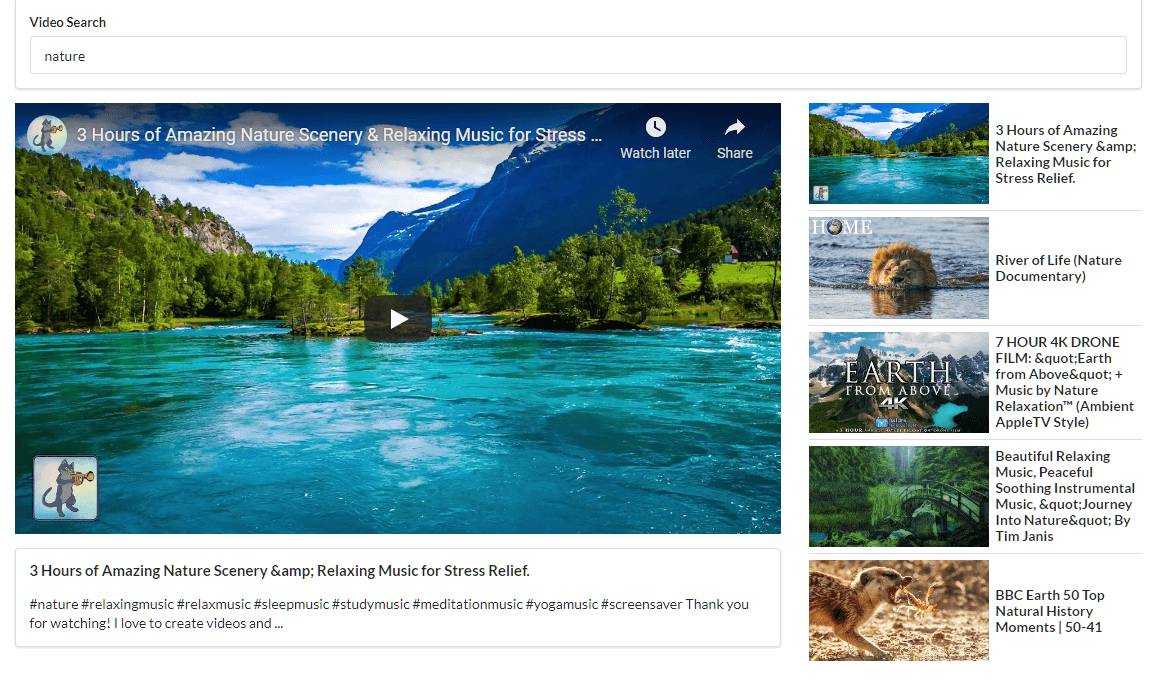 Video Search
nature
3 Hours of Amazing Nature Scenery & Relaxing Music for Stress ...
Watch later
Share
3 Hours of Amazing Nature Scenery &amp; Relaxing Music for Stress Relief.
#nature #relaxingmusic #relaxmusic #sleepmusic #studymusic #meditationmusic #yogamusic #screensaver Thank you
for watching! I love to create videos and ...
3 Hours of Amazing
Nature Scenery &amp;
Relaxing Music for
Stress Relief.
HOME
River of Life (Nature
Documentary)
EARTH
FROM ABOVE
4K
7 HOUR 4K DRONE
FILM: &quot;Earth
from Above&quot; +
Music by Nature
Relaxation™ (Ambient
AppleTV Style)
Beautiful Relaxing
Music, Peaceful
Soothing Instrumental
Music, &quot;Journey
Into Nature&quot; By
Tim Janis
BBC Earth 50 Top
Natural History
Moments | 50-41